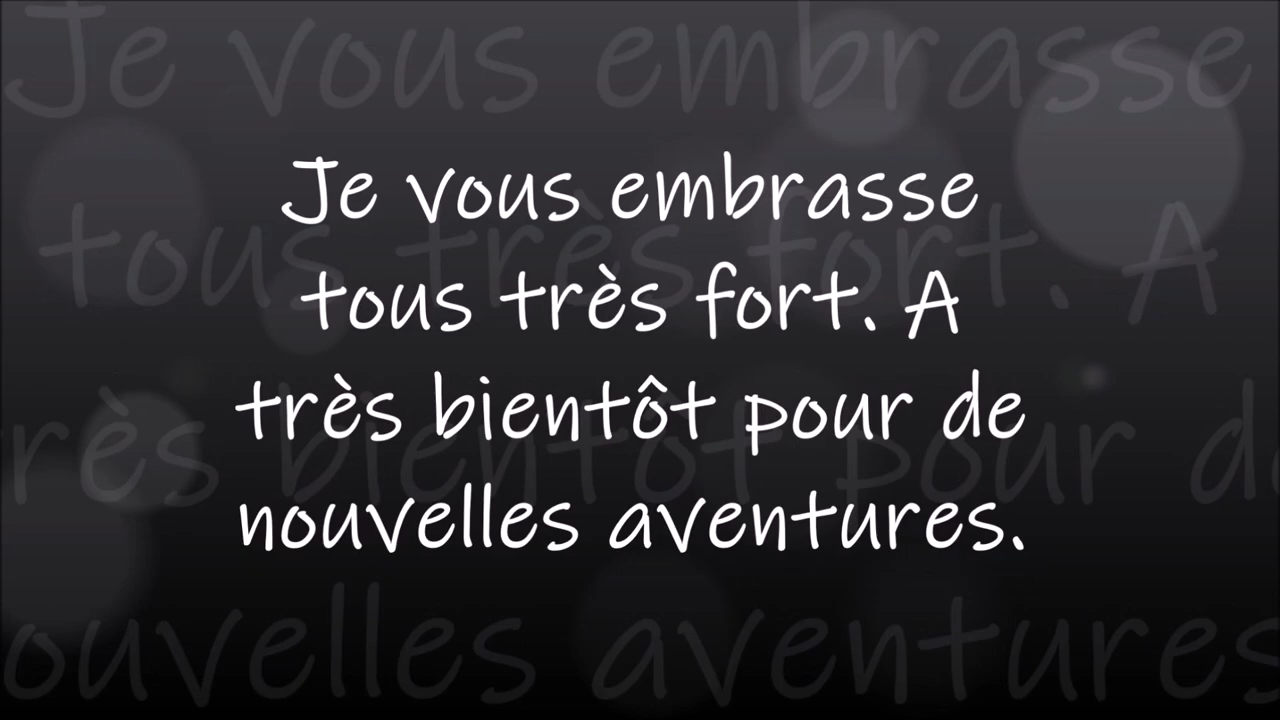 Je vous embrasse
tous très fort. A
très bientôt pour de
nouvelles aventures.